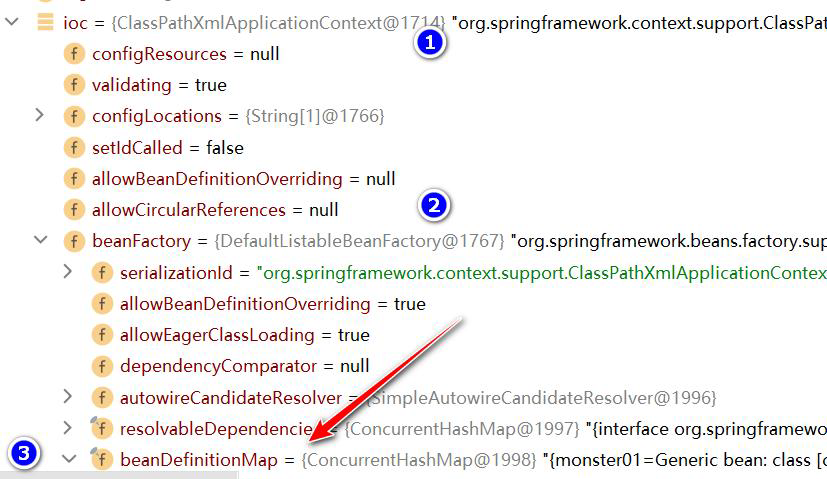 ioc = {ClassPathXmlApplicationContext@1714} "org.springframework.context.support.ClassPat
1
configResources = null
validating = true
configLocations = {String[1]@1766}
setIdCalled = false
allowBeanDefinitionOverriding = null
2
allowCircularReferences = null
beanFactory = {DefaultListableBeanFactory@1767} "org.springframework.beans.factory.sup
serializationId = "org.springframework.context.support.ClassPathXmlApplicationContex
allowBeanDefinitionOverriding = true
allowEagerClassLoading = true
dependencyComparator = null
autowireCandidateResolver = {SimpleAutowireCandidateResolver@1996}
resolvableDependencie = {ConcurrentHashMap@1997} "{interface org.springframewo
3
beanDefinitionMap = {ConcurrentHashMap@1998} "{monster01=Generic bean: class [c